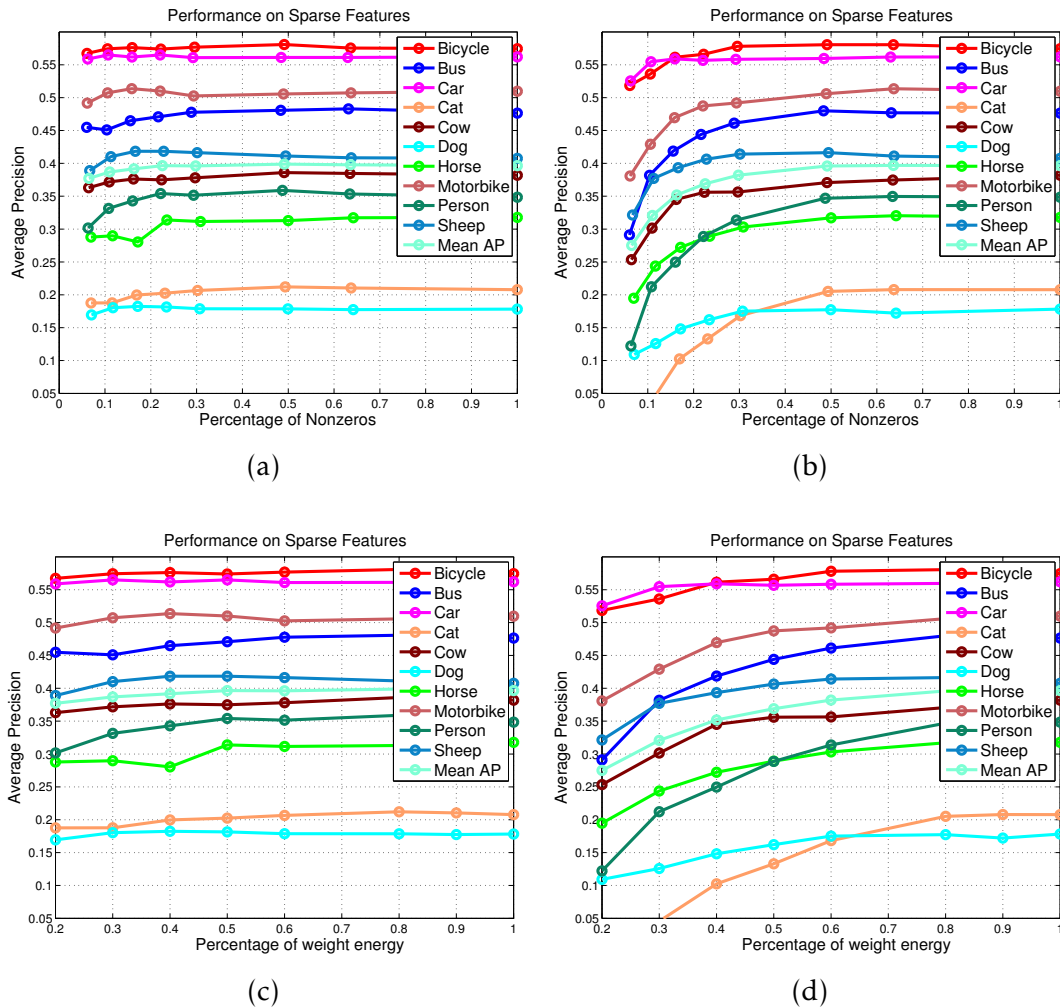 Performance on Sparse Features
0.55
0.5
0.45
0.4
0.35
0.3
0.25
0.2
0.15
0.1
0.05
0 0.1 0.2 0.3 0.4 0.5 0.6 0.7 0.8 0.9 1
Average Precision
Percentage of Nonzeros
Bicycle
Bus
Car
Cat
Cow
Dog
Horse
Motorbike
Person
Sheep
Mean AP
(a)
Performance on Sparse Features
0.55
0.5
0.45
0.4
0.35
0.3
0.25
0.2
0.15
0.1
0.05
0 0.1 0.2 0.3 0.4 0.5 0.6 0.7 0.8 0.9 1
Average Precision
Percentage of Nonzeros
Bicycle
Bus
Car
Cat
Cow
Dog
Horse
Motorbike
Person
Sheep
Mean AP
(b)
Performance on Sparse Features
0.55
0.5
0.45
0.4
0.35
0.3
0.25
0.2
0.15
0.1
0.05
0.2 0.3 0.4 0.5 0.6 0.7 0.8 0.9 1
Average Precision
Percentage of weight energy
Bicycle
Bus
Car
Cat
Cow
Dog
Horse
Motorbike
Person
Sheep
Mean AP
(c)
Performance on Sparse Features
0.55
0.5
0.45
0.4
0.35
0.3
0.25
0.2
0.15
0.1
0.05
0.2 0.3 0.4 0.5 0.6 0.7 0.8 0.9 1
Average Precision
Percentage of weight energy
Bicycle
Bus
Car
Cat
Cow
Dog
Horse
Motorbike
Person
Sheep
Mean AP
(d)